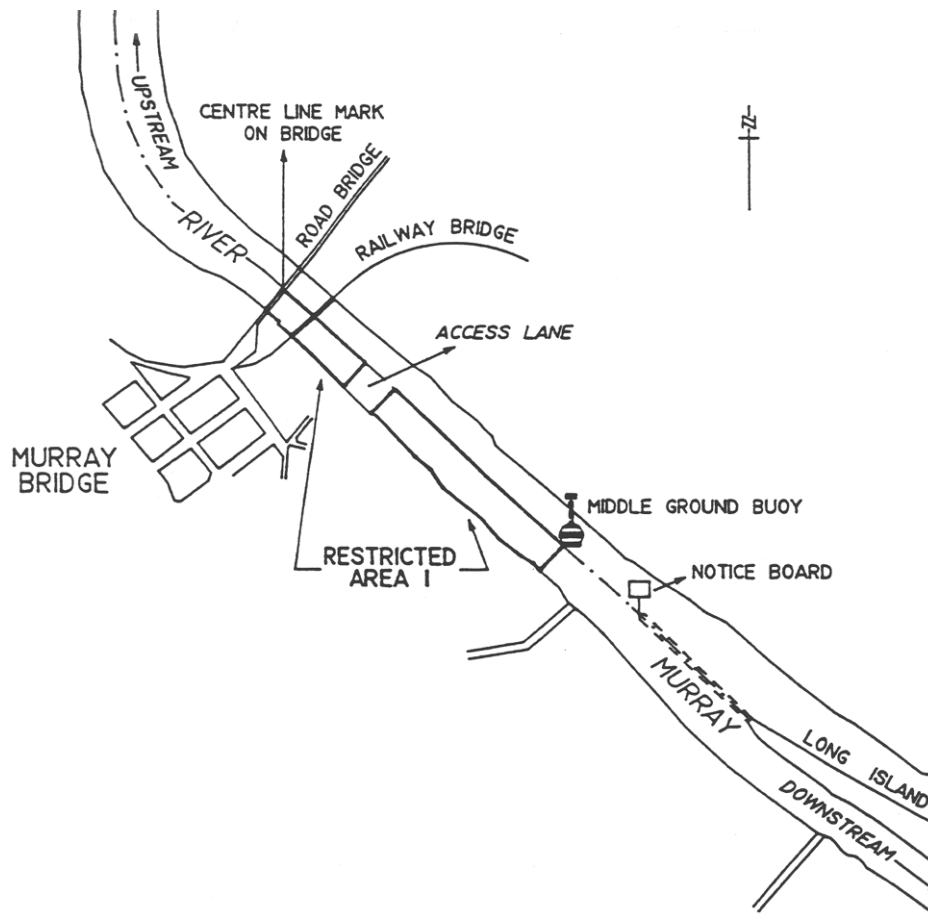 UPSTREAM
CENTRE LINE MARK
ON BRIDGE
ROAD BRIDGE
N
RIVER
RAILWAY BRIDGE
ACCESS LANE
MURRAY
BRIDGE
MIDDLE GROUND BUOY
RESTRICTED
AREA 1
NOTICE BOARD
MURRAY
LONG ISLAND
DOWNSTREAM